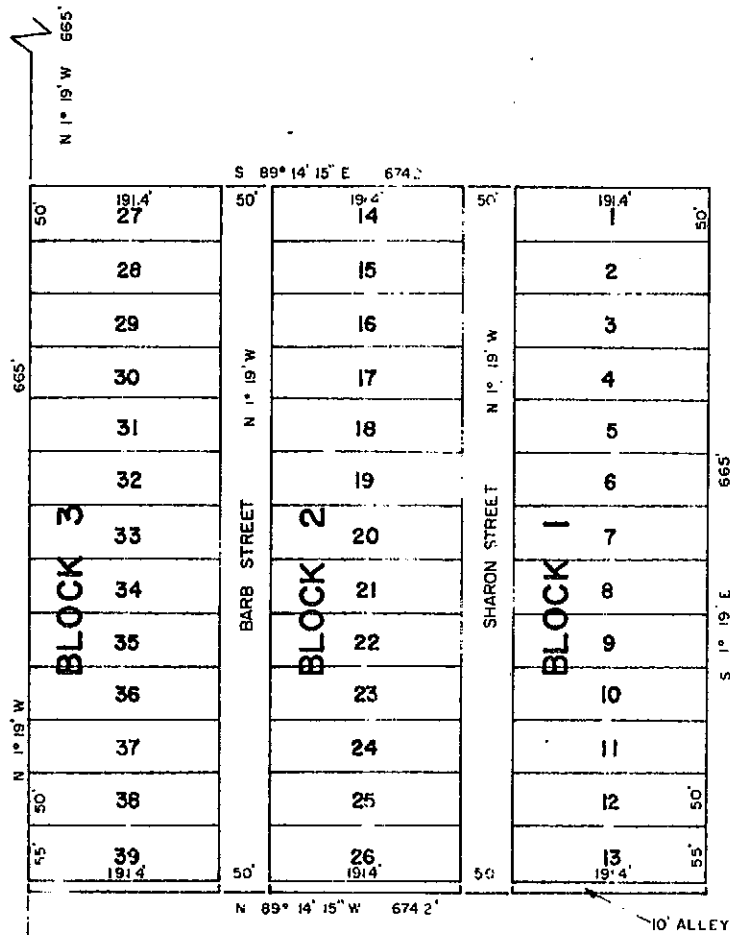 N 1° 19' W 665'
S 89° 14' 15" E 674.2
191.4' 50' 19(4' 50' 191.4'
50' 27 14 1 50'
28 15 2
29 16 3
30 17 4
31 18 5
32 19 6
33 20 7
34 21 8
35 22 9
36 23 10
37 24 11
38 25 12
39 26 13
665'
N 1° 19' W
N 1° 19' W
665'
BLOCK 3
BARB STREET
BLOCK 2
SHARON STREET
BLOCK 1
S 1° 19' E
N 1° 19' W
50' 50'
55' 55'
191.4' 50' 191.4' 50 191.4'
N 89° 14' 15" W 674.2'
10' ALLEY